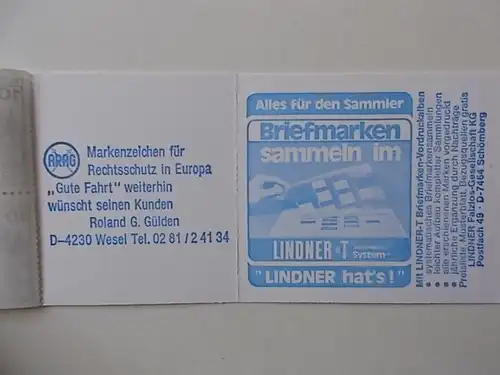 ARAG
Markenzeichen für
Rechtsschutz in Europa
„Gute Fahrt" weiterhin
wünscht seinen Kunden
Roland G. Gülden
D–4230 Wesel Tel. 02 81 / 2 41 34
Alles für den Sammler
Briefmarken
sammeln im
LINDNER-T
System
"LINDNER hat's!"
Mit LINDNER-T Briefmarken-Vordruckalben
● systematisches Briefmarkensammeln
● leichter Aufbau kompletter Sammlungen
● alle erschienenen Marken vorgedruckt
● jährliche Ergänzung durch Nachträge
Preisliste, Musterblatt, Bezugsquellen gratis
LINDNER Falzlos-Gesellschaft KG
Postfach 49 · D-7464 Schömberg